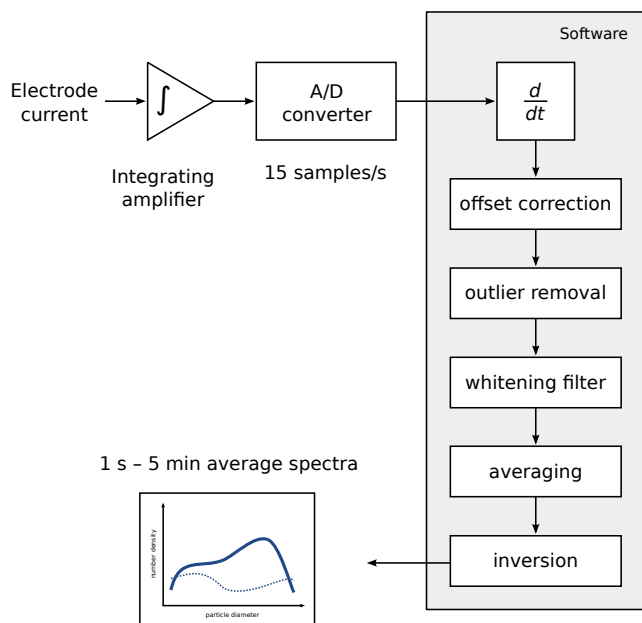 Software
Electrode
current
∫
A/D
converter
d
dt
Integrating
amplifier
15 samples/s
offset correction
outlier removal
whitening filter
averaging
inversion
1 s – 5 min average spectra
number density
particle diameter